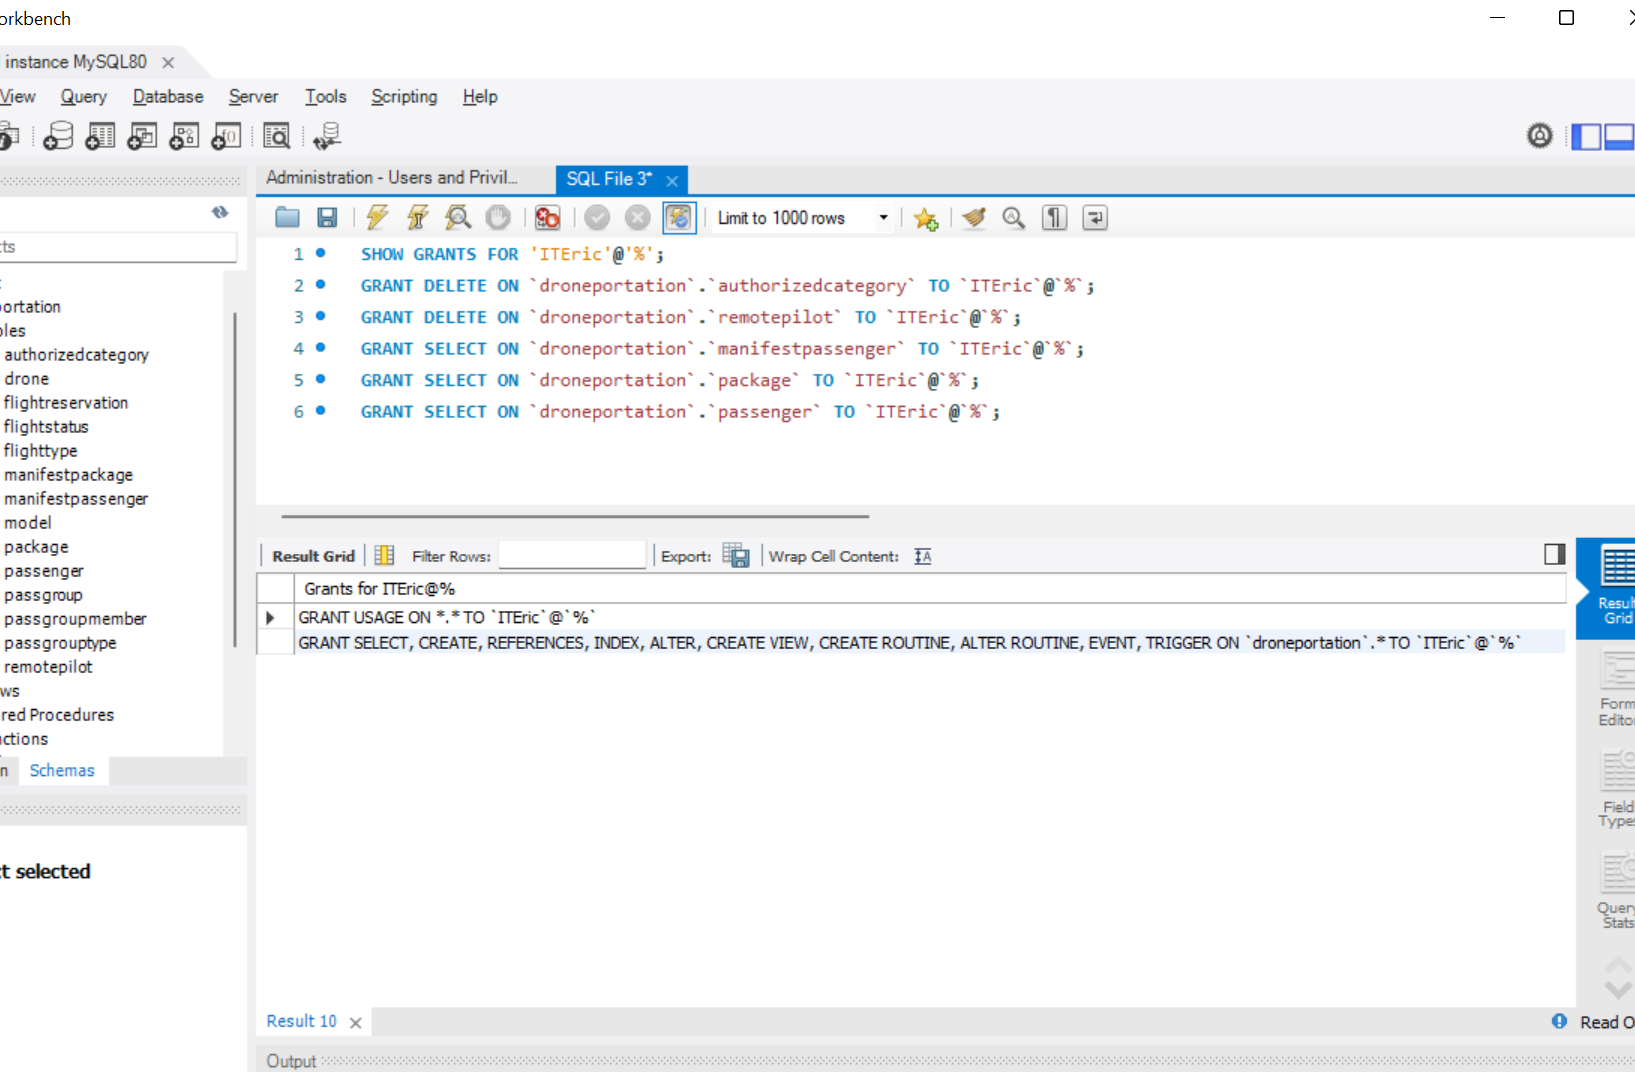 orkbench
instance MySQL80
View Query Database Server Tools Scripting Help
Administration - Users and Privil...
SQL File 3*
Limit to 1000 rows
1 SHOW GRANTS FOR 'ITEric'@'%';
2 GRANT DELETE ON `droneportation`.`authorizedcategory` TO `ITEric`@`%`;
3 GRANT DELETE ON `droneportation`.`remotepilot` TO `ITEric`@`%`;
4 GRANT SELECT ON `droneportation`.`manifestpassenger` TO `ITEric`@`%`;
5 GRANT SELECT ON `droneportation`.`package` TO `ITEric`@`%`;
6 GRANT SELECT ON `droneportation`.`passenger` TO `ITEric`@`%`;
cts
ortation
les
authorizedcategory
drone
flightreservation
flightstatus
flighttype
manifestpackage
manifestpassenger
model
package
passenger
passgroup
passgroupmember
passgrouptype
remotepilot
ws
red Procedures
nctions
n Schemas
ct selected
Result Grid Filter Rows: Export: Wrap Cell Content:
Grants for ITEric@%
GRANT USAGE ON *.* TO `ITEric`@`%`
GRANT SELECT, CREATE, REFERENCES, INDEX, ALTER, CREATE VIEW, CREATE ROUTINE, ALTER ROUTINE, EVENT, TRIGGER ON `droneportation`.* TO `ITEric`@`%`
Result
Grid
Form
Edito
Field
Types
Query
Stats
Result 10
Read O
Output